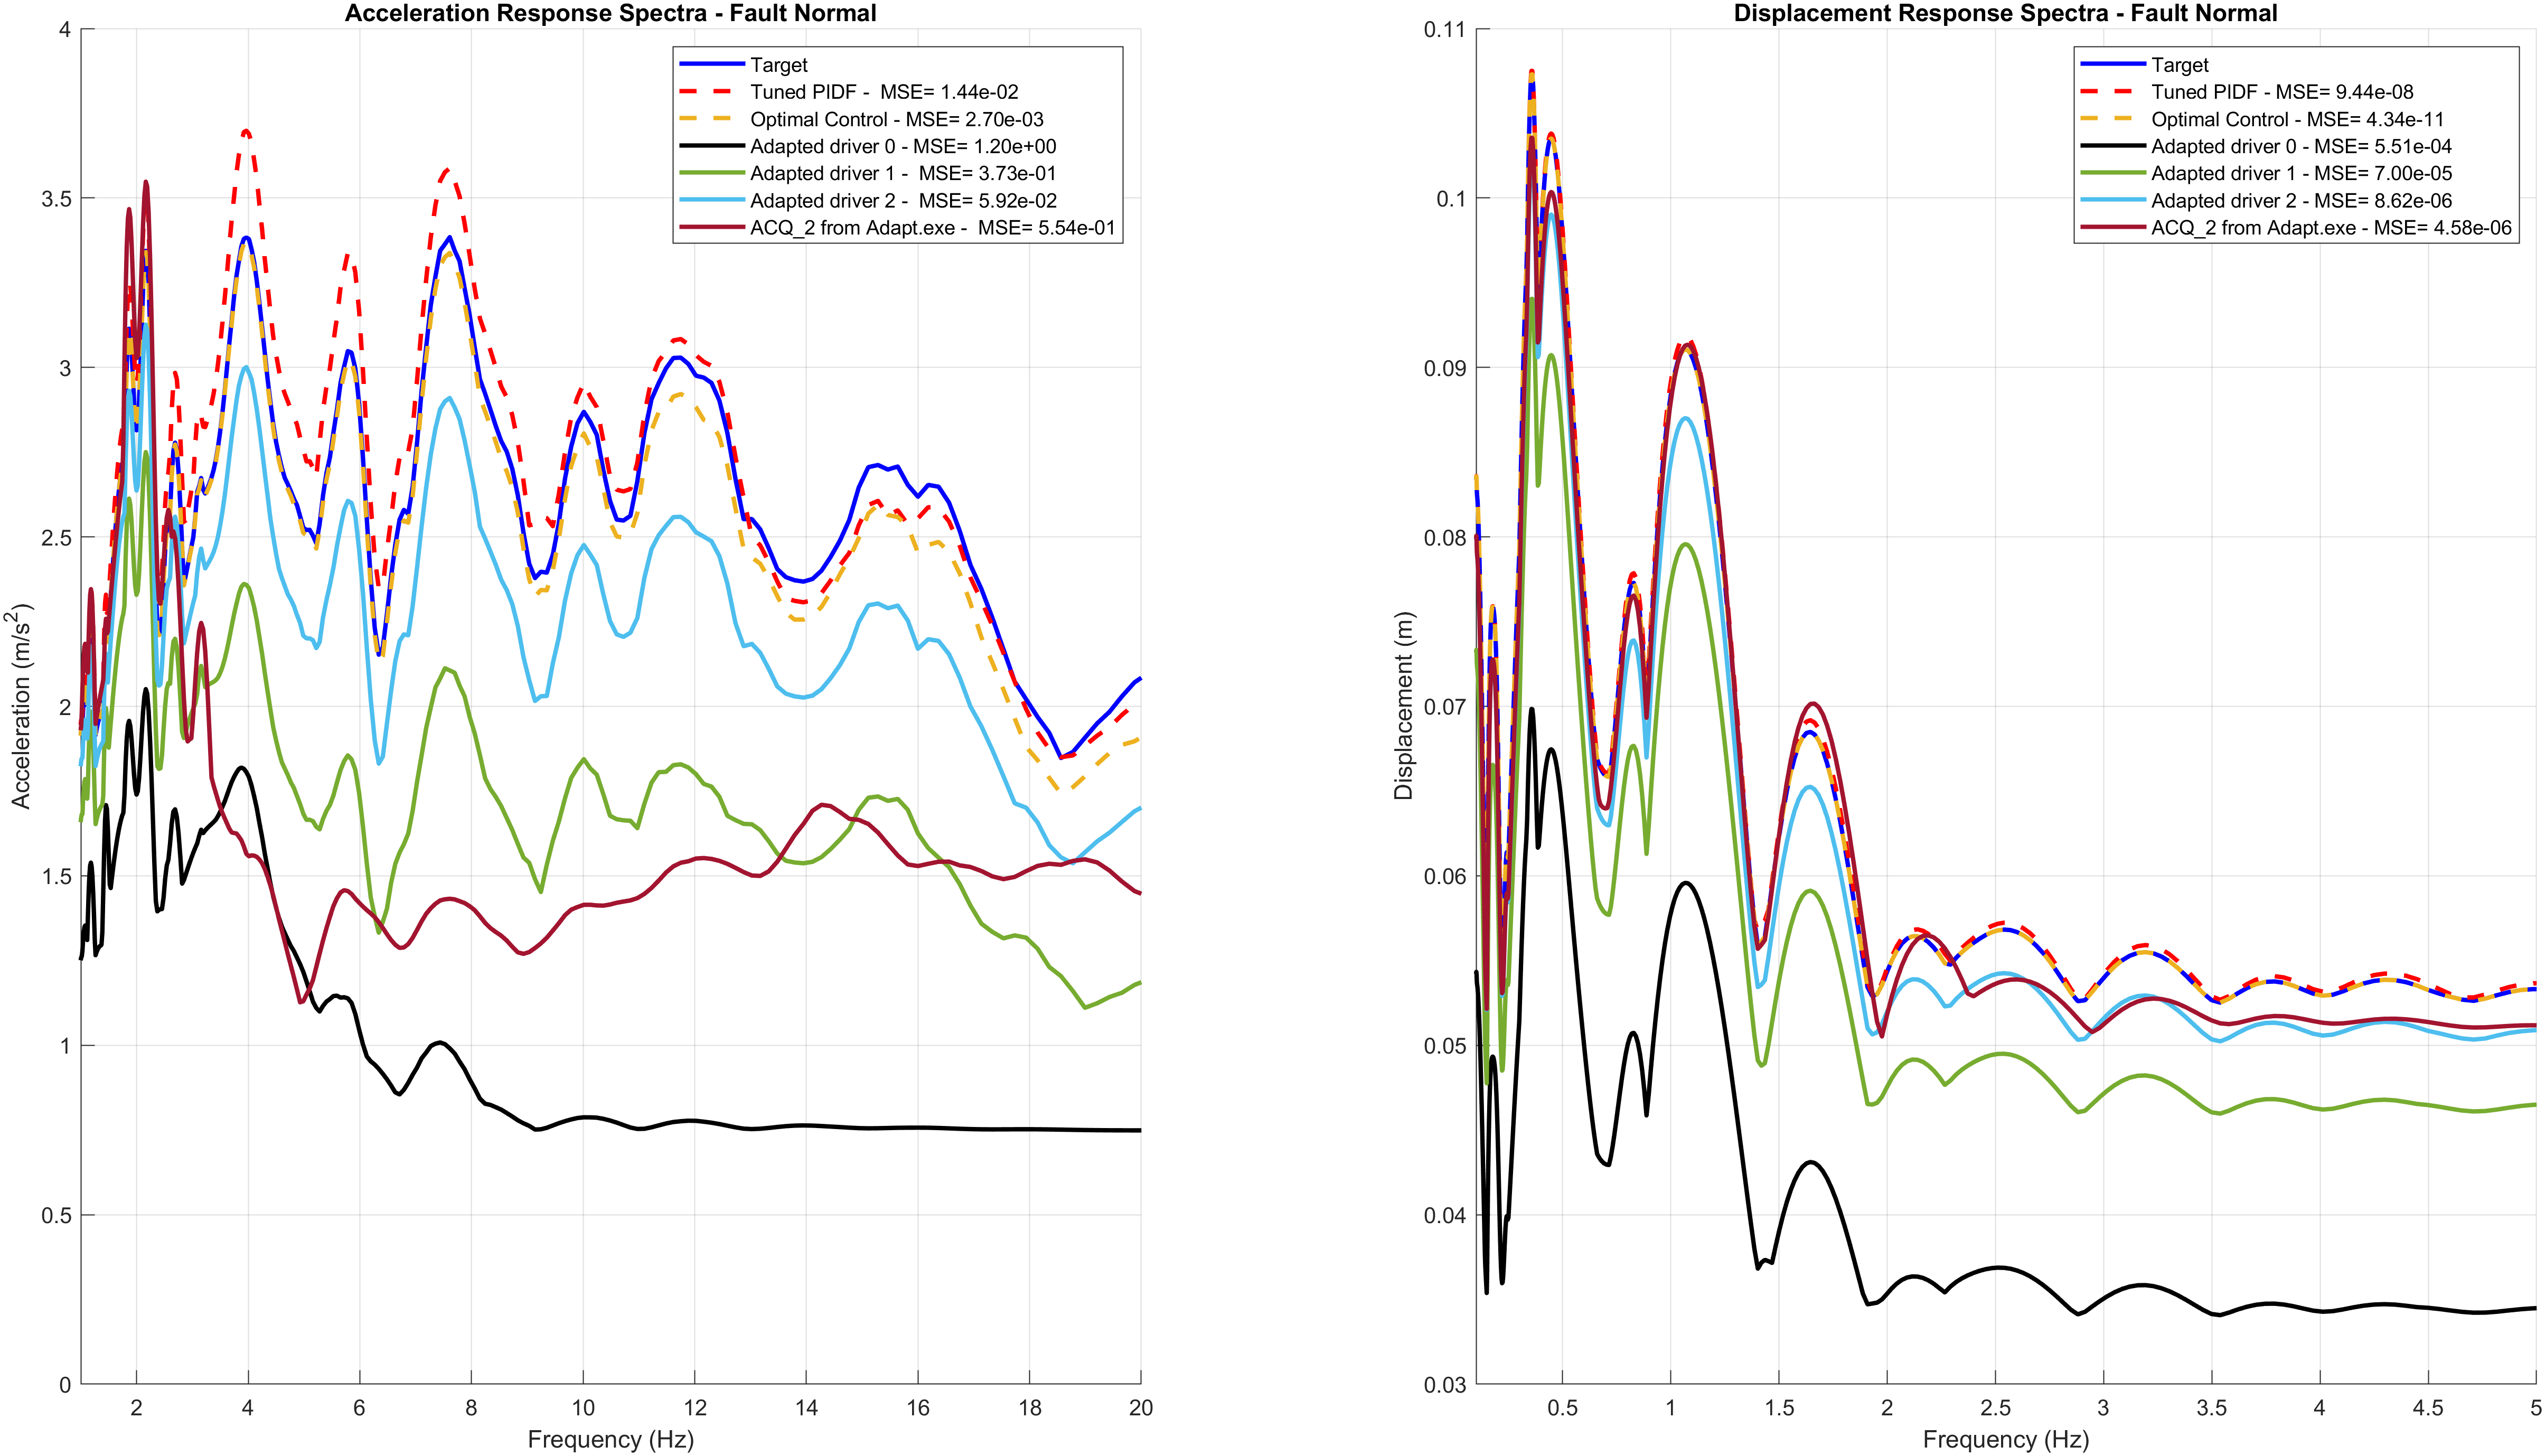 Acceleration Response Spectra - Fault Normal
Target
Tuned PIDF - MSE= 1.44e-02
Optimal Control - MSE= 2.70e-03
Adapted driver 0 - MSE= 1.20e+00
Adapted driver 1 - MSE= 3.73e-01
Adapted driver 2 - MSE= 5.92e-02
ACQ_2 from Adapt.exe - MSE= 5.54e-01
4
3.5
3
2.5
2
1.5
1
0.5
0
Acceleration (m/s²)
2 4 6 8 10 12 14 16 18 20
Frequency (Hz)
Displacement Response Spectra - Fault Normal
Target
Tuned PIDF - MSE= 9.44e-08
Optimal Control - MSE= 4.34e-11
Adapted driver 0 - MSE= 5.51e-04
Adapted driver 1 - MSE= 7.00e-05
Adapted driver 2 - MSE= 8.62e-06
ACQ_2 from Adapt.exe - MSE= 4.58e-06
0.11
0.1
0.09
0.08
0.07
0.06
0.05
0.04
0.03
Displacement (m)
0.5 1 1.5 2 2.5 3 3.5 4 4.5 5
Frequency (Hz)